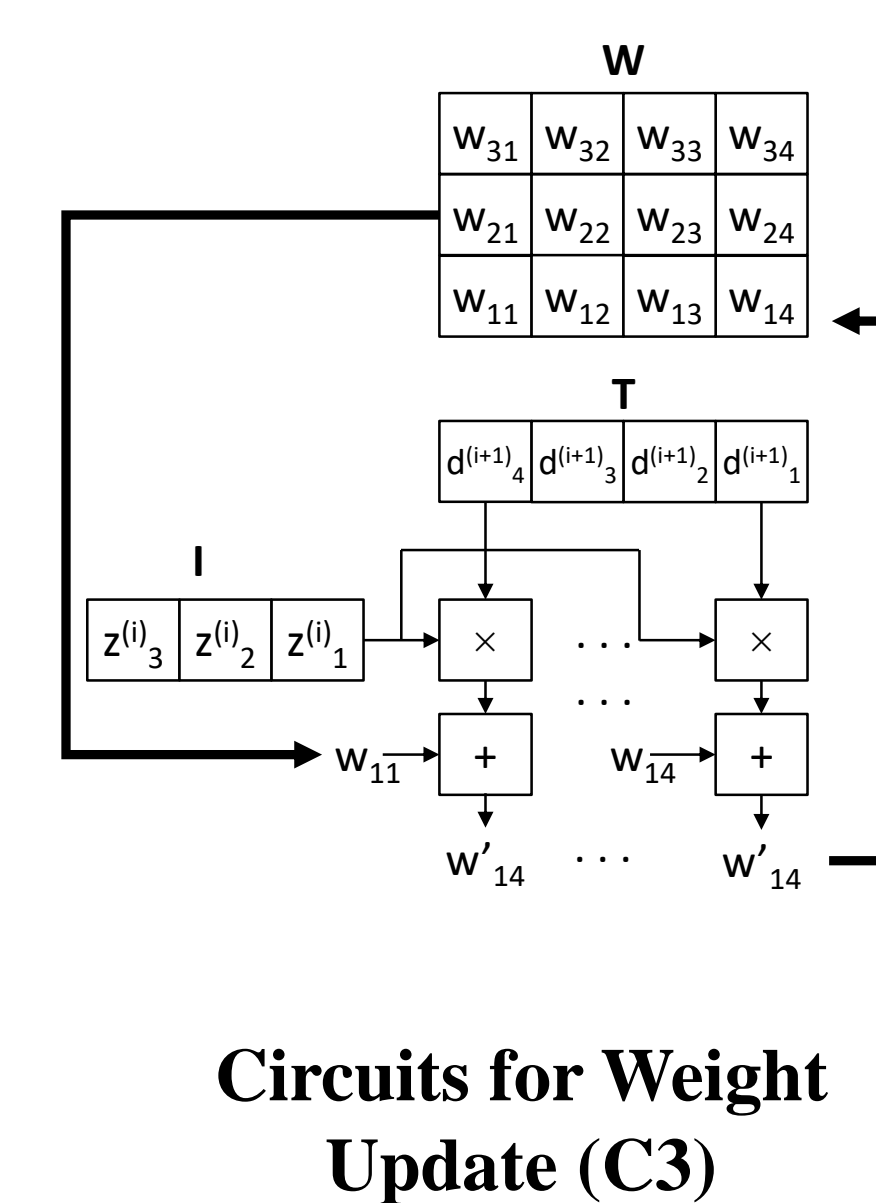 W
w31 w32 w33 w34
w21 w22 w23 w24
w11 w12 w13 w14
T
d(i+1)4 d(i+1)3 d(i+1)2 d(i+1)1
I
z(i)3 z(i)2 z(i)1
× . . . ×
. . .
w11 + w14 +
w’14 . . . w’14
Circuits for Weight
Update (C3)